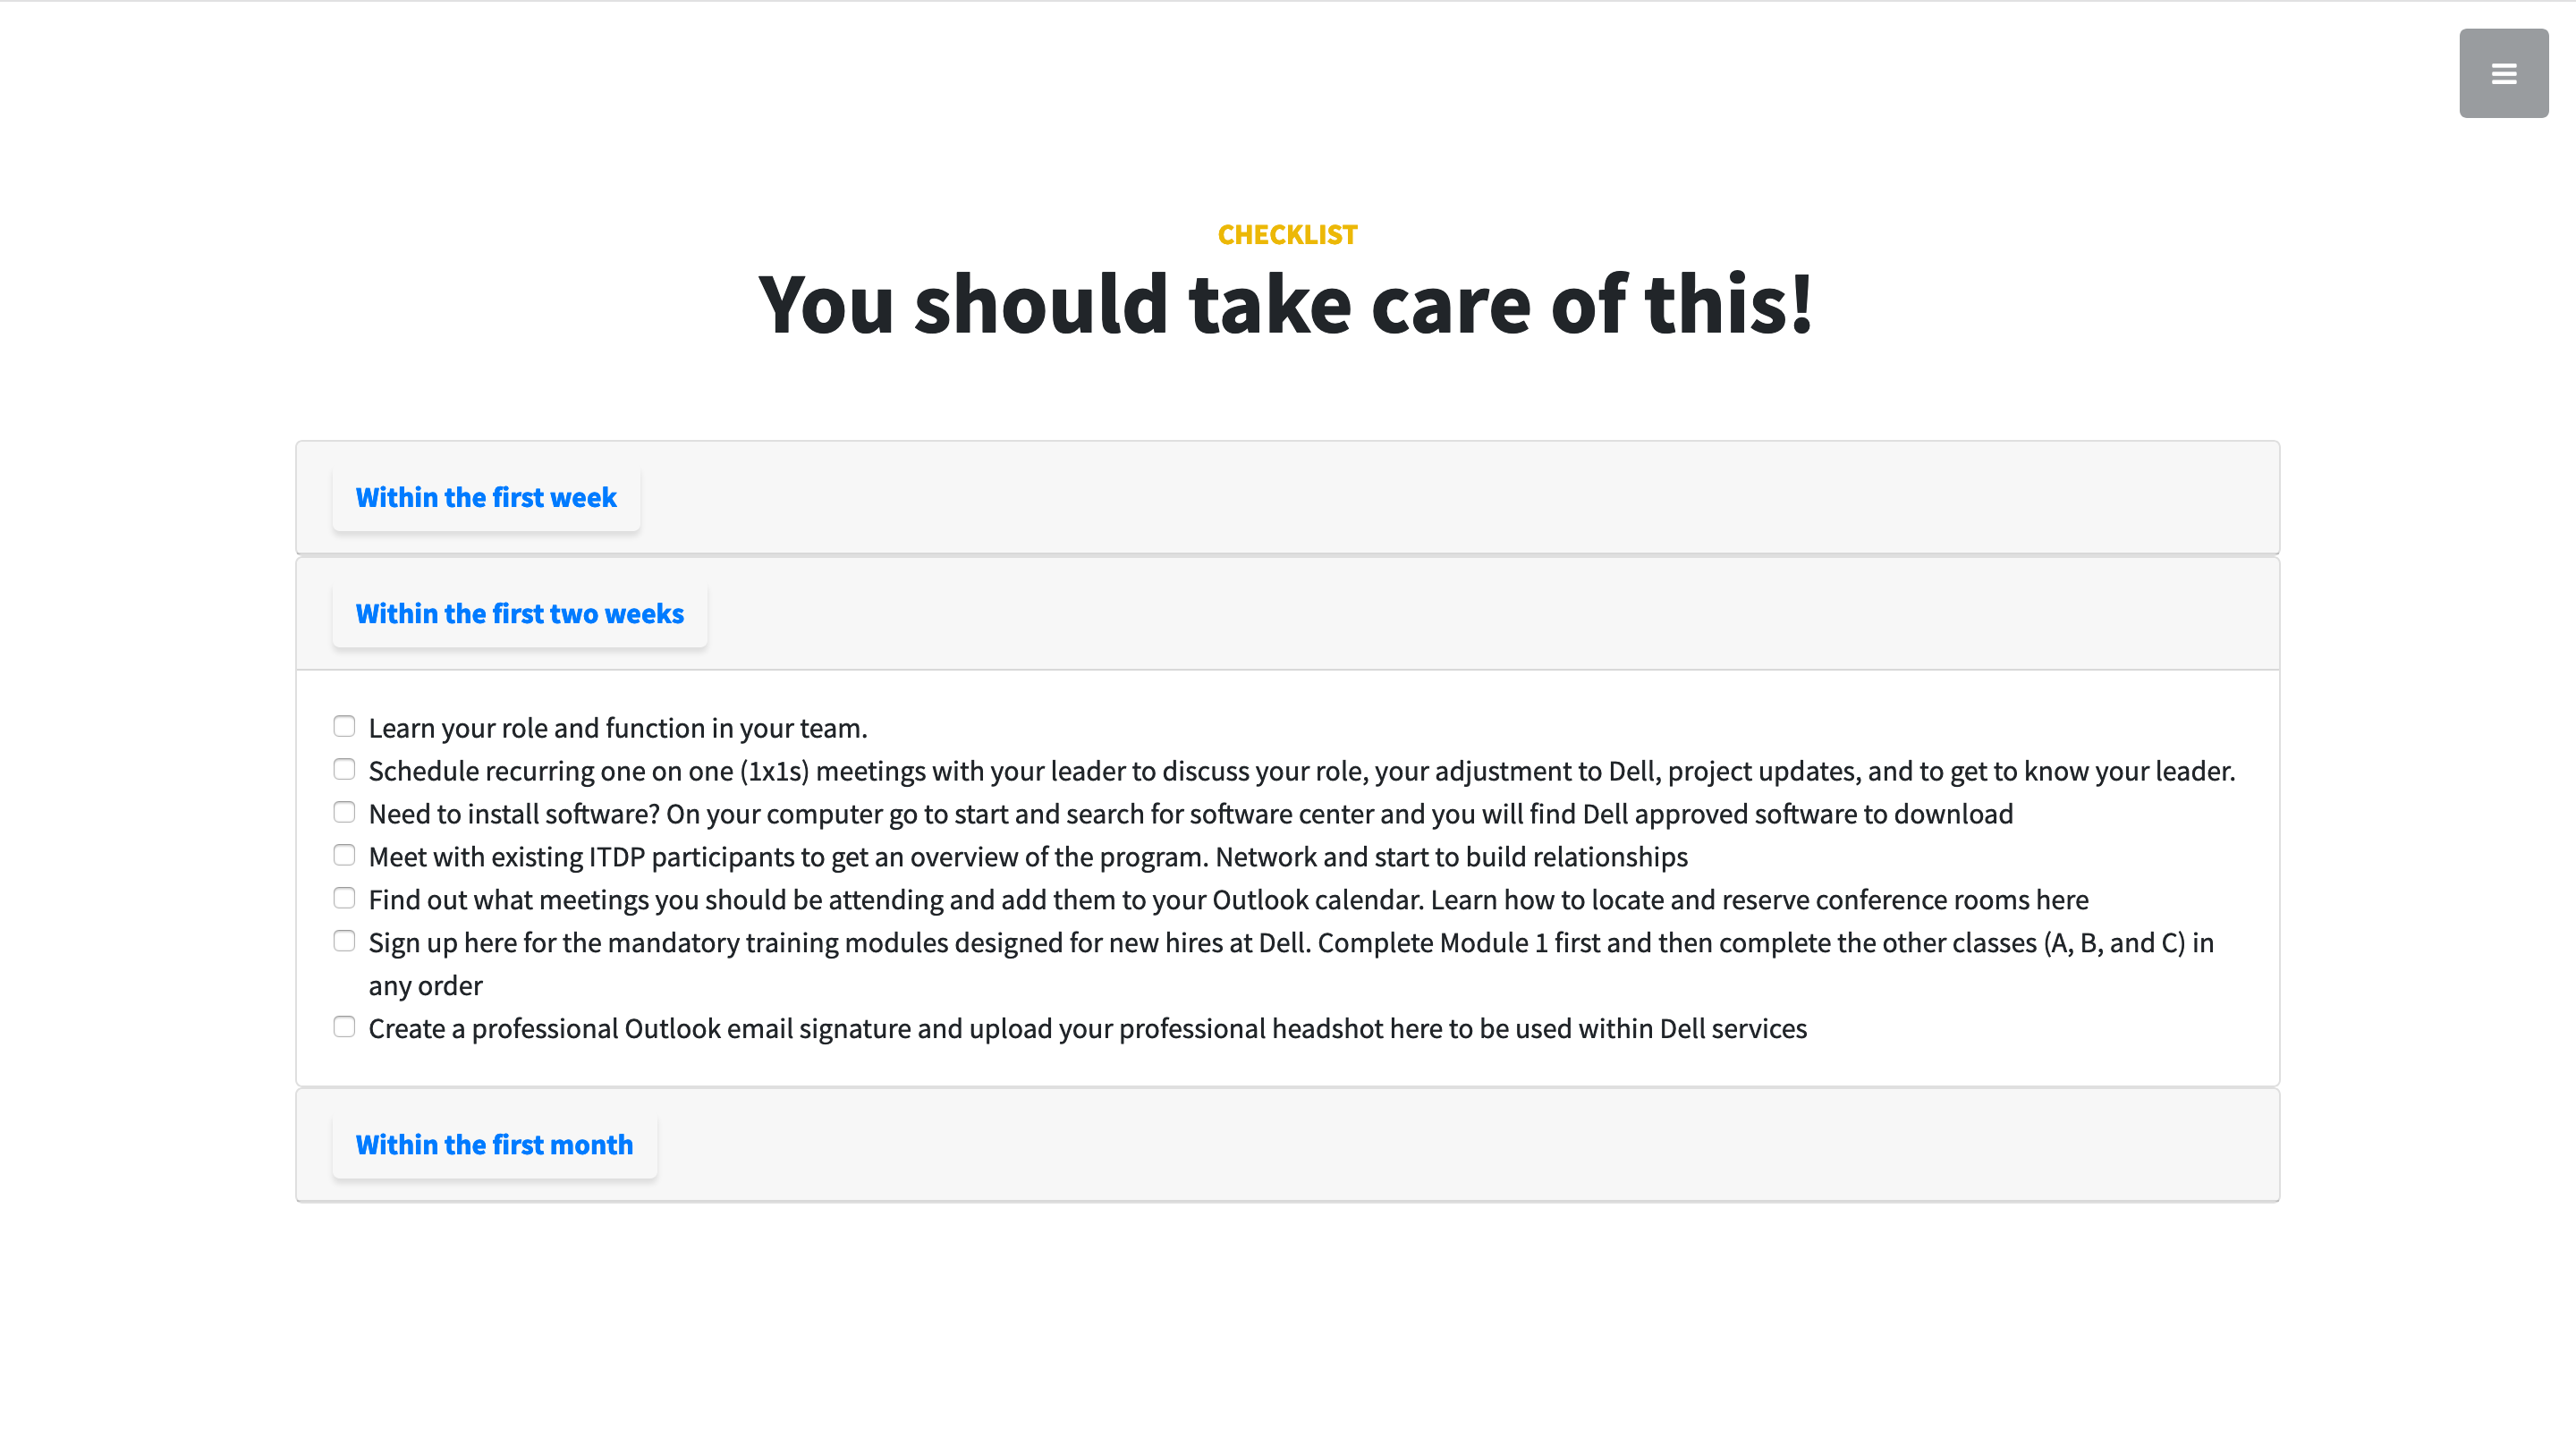 CHECKLIST
You should take care of this!
Within the first week
Within the first two weeks
Learn your role and function in your team.
Schedule recurring one on one (1x1s) meetings with your leader to discuss your role, your adjustment to Dell, project updates, and to get to know your leader.
Need to install software? On your computer go to start and search for software center and you will find Dell approved software to download
Meet with existing ITDP participants to get an overview of the program. Network and start to build relationships
Find out what meetings you should be attending and add them to your Outlook calendar. Learn how to locate and reserve conference rooms here
Sign up here for the mandatory training modules designed for new hires at Dell. Complete Module 1 first and then complete the other classes (A, B, and C) in
any order
Create a professional Outlook email signature and upload your professional headshot here to be used within Dell services
Within the first month